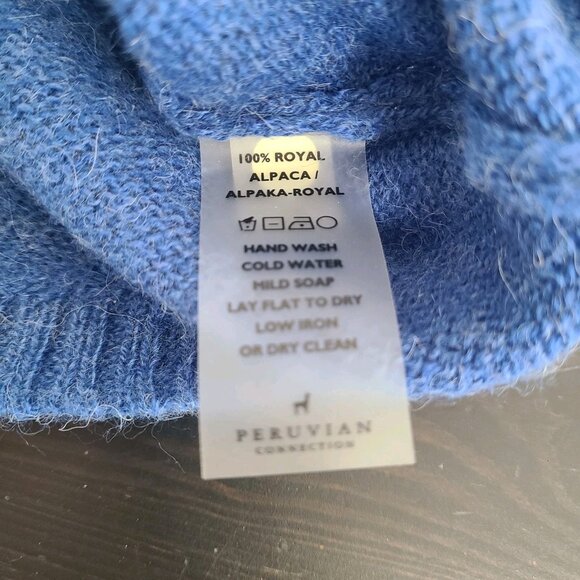 100% ROYAL
ALPACA /
ALPAKA-ROYAL
HAND WASH
COLD WATER
MILD SOAP
LAY FLAT TO DRY
LOW IRON
OR DRY CLEAN
PERUVIAN
CONNECTION